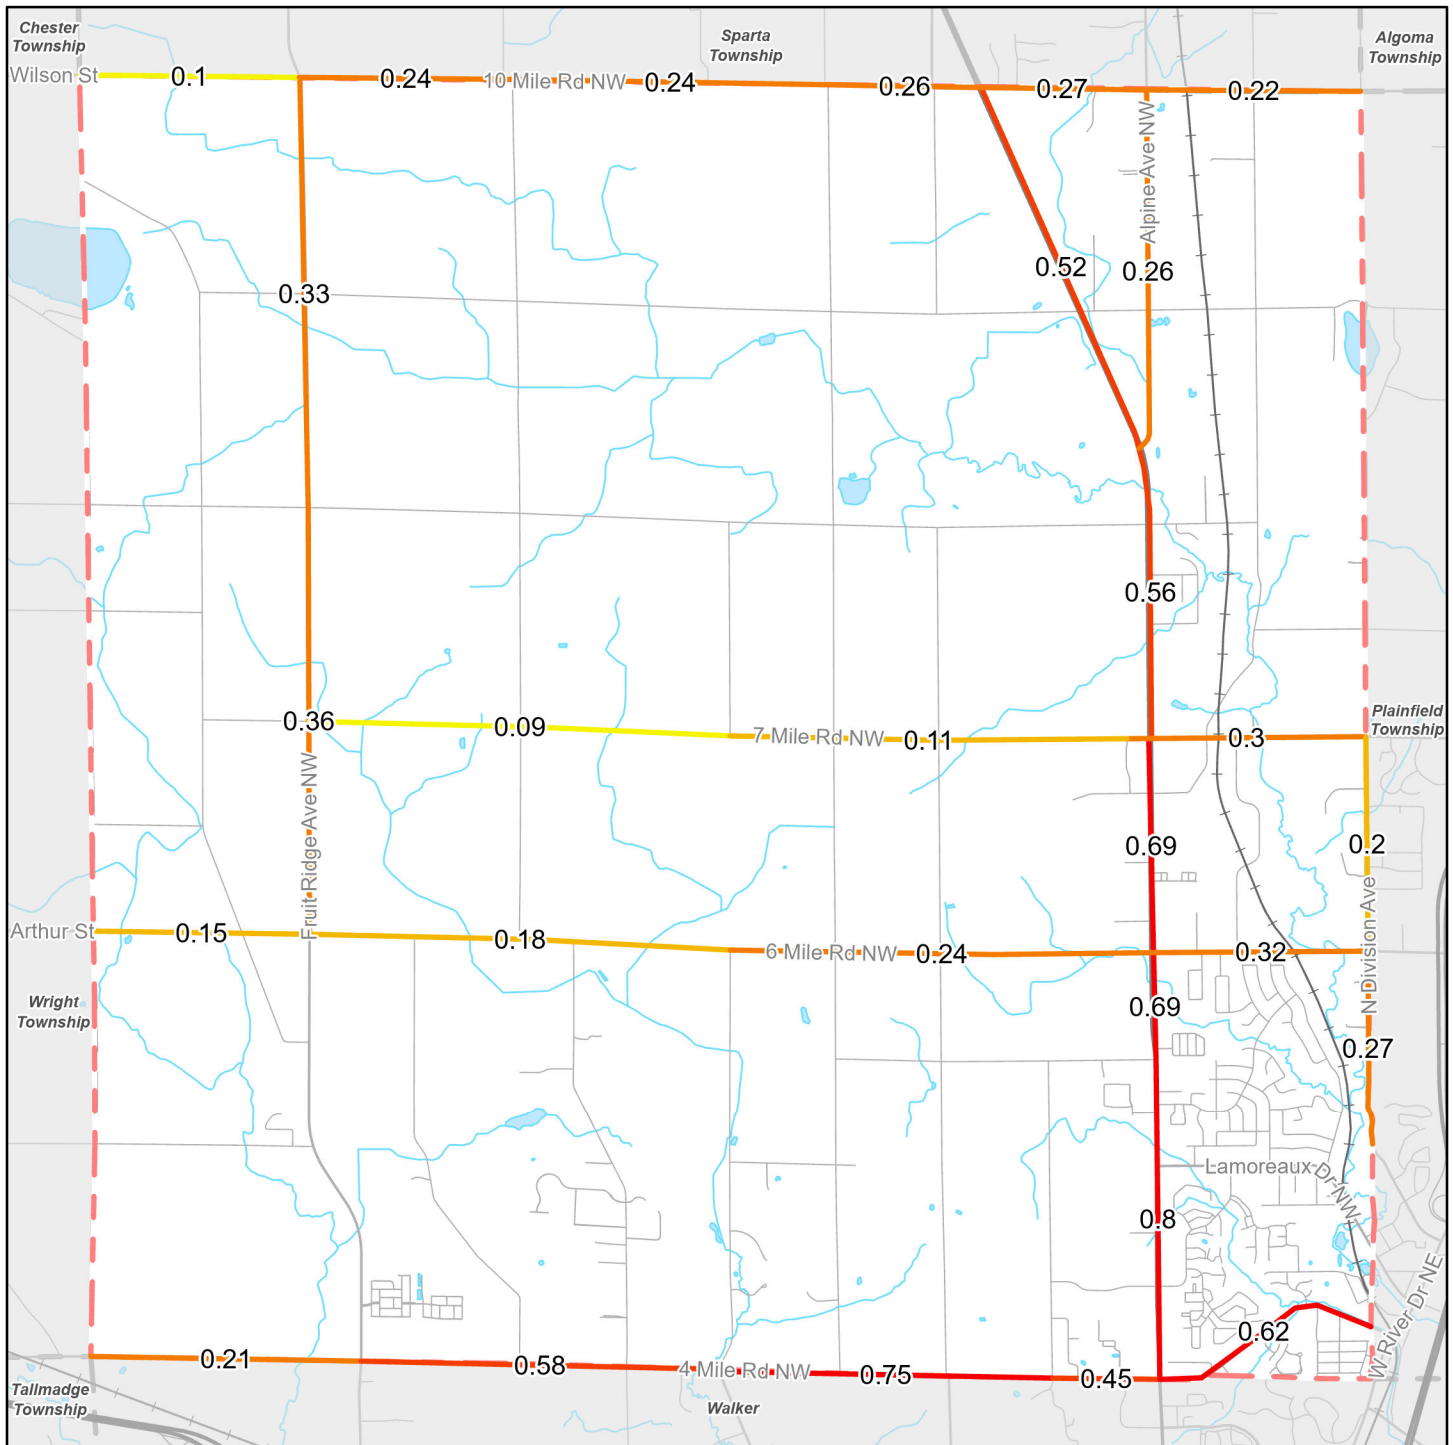 Chester
Township
Sparta
Township
Algoma
Township
Wilson St
0.1
0.24
10 Mile Rd NW
0.24
0.26
0.27
0.22
Alpine Ave NW
0.33
0.52
0.26
0.56
0.36
0.09
7 Mile Rd NW
0.11
0.3
Plainfield
Township
Fruit Ridge Ave NW
0.69
0.2
Arthur St
0.15
0.18
6 Mile Rd NW
0.24
0.32
N Division Ave
Wright
Township
0.69
0.27
Lamoreaux Dr NW
0.8
0.62
W River Dr NE
0.21
0.58
4 Mile Rd NW
0.75
0.45
Tallmadge
Township
Walker